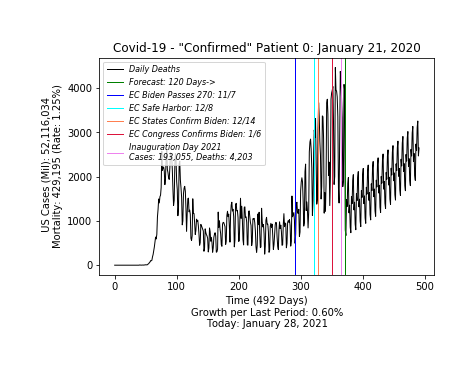 Covid-19 - "Confirmed" Patient 0: January 21, 2020
US Cases (Mil): 52,116,034
Mortality: 429,195 (Rate: 1.25%)
4000
3000
2000
1000
0
Daily Deaths
Forecast: 120 Days->
EC Biden Passes 270: 11/7
EC Safe Harbor: 12/8
EC States Confirm Biden: 12/14
EC Congress Confirms Biden: 1/6
Inauguration Day 2021
Cases: 193,055, Deaths: 4,203
0 100 200 300 400 500
Time (492 Days)
Growth per Last Period: 0.60%
Today: January 28, 2021